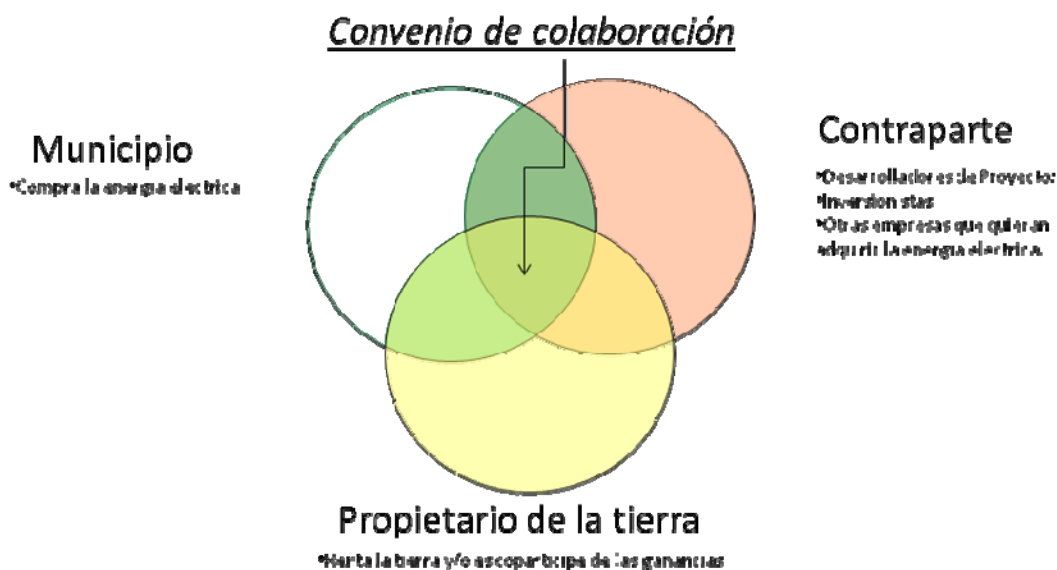 Convenio de colaboración
Municipio
•Compra la energia electrica
Contraparte
•Desarrolladores de Proyecto
•Inversionistas
•Otras empresas que quieran
adquirir la energia electrica.
Propietario de la tierra
•Renta la tierra y/o es coparticipe de las ganancias